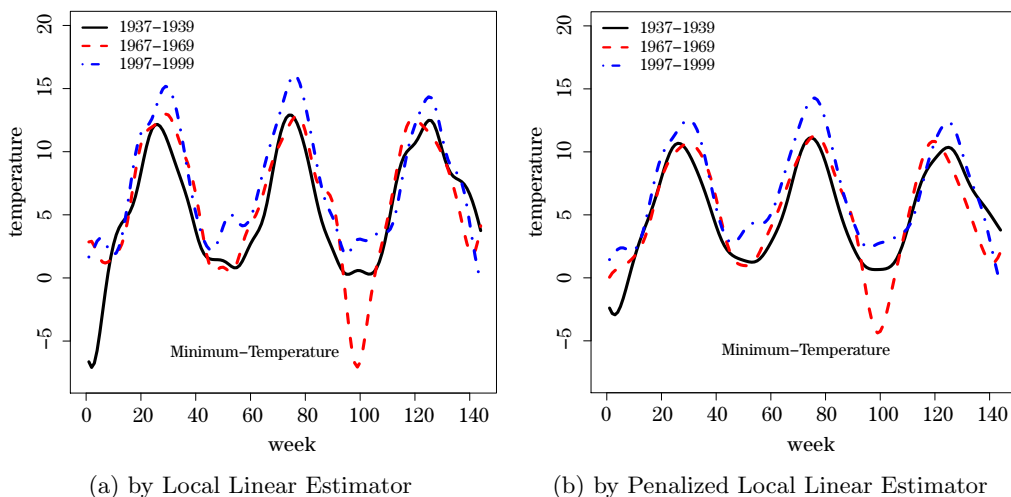 1937−1939
1967−1969
1997−1999
temperature
−5 0 5 10 15 20
Minimum−Temperature
0 20 40 60 80 100 120 140
week
(a) by Local Linear Estimator
1937−1939
1967−1969
1997−1999
temperature
−5 0 5 10 15 20
Minimum−Temperature
0 20 40 60 80 100 120 140
week
(b) by Penalized Local Linear Estimator